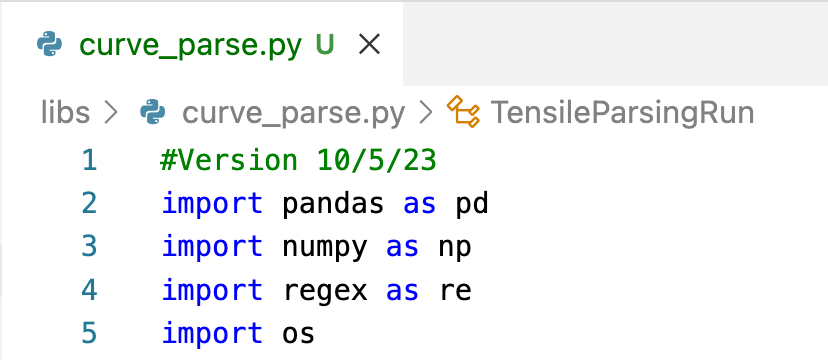 curve_parse.py U
libs > curve_parse.py > TensileParsingRun
1 #Version 10/5/23
2 import pandas as pd
3 import numpy as np
4 import regex as re
5 import os